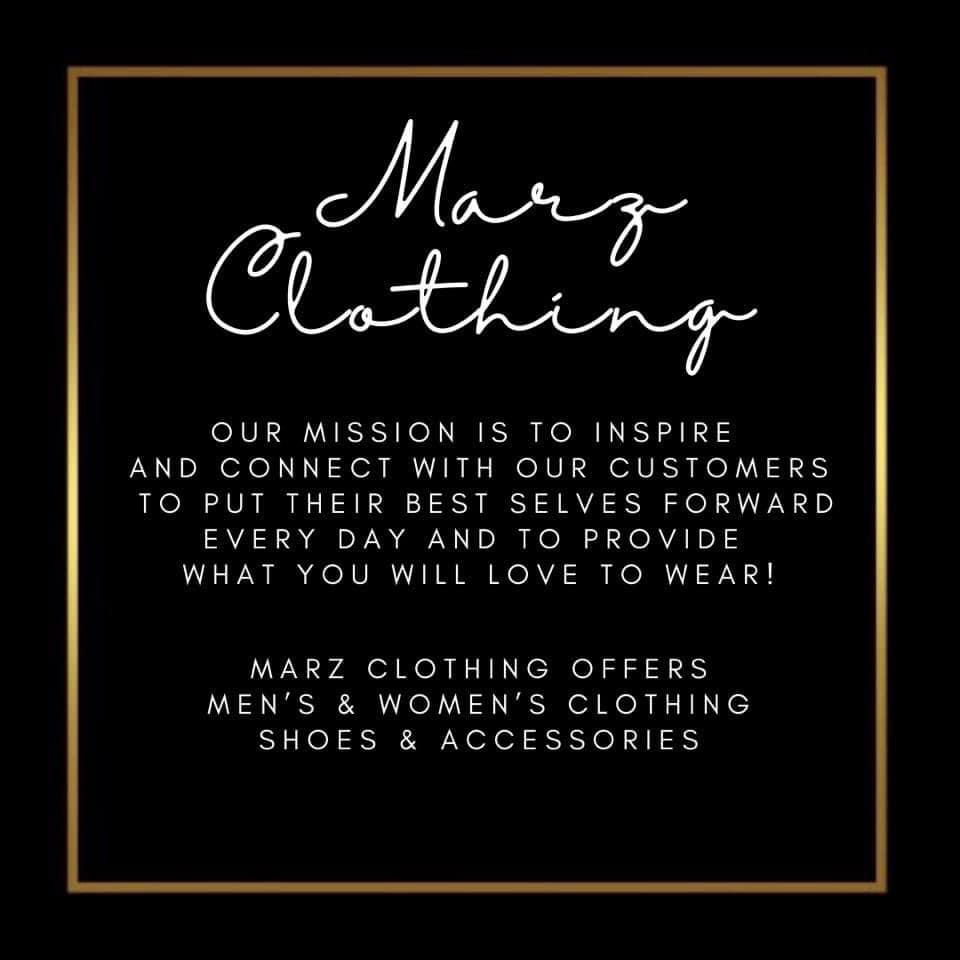 Marz
Clothing
OUR MISSION IS TO INSPIRE
AND CONNECT WITH OUR CUSTOMERS
TO PUT THEIR BEST SELVES FORWARD
EVERY DAY AND TO PROVIDE
WHAT YOU WILL LOVE TO WEAR!
MARZ CLOTHING OFFERS
MEN'S & WOMEN'S CLOTHING
SHOES & ACCESSORIES